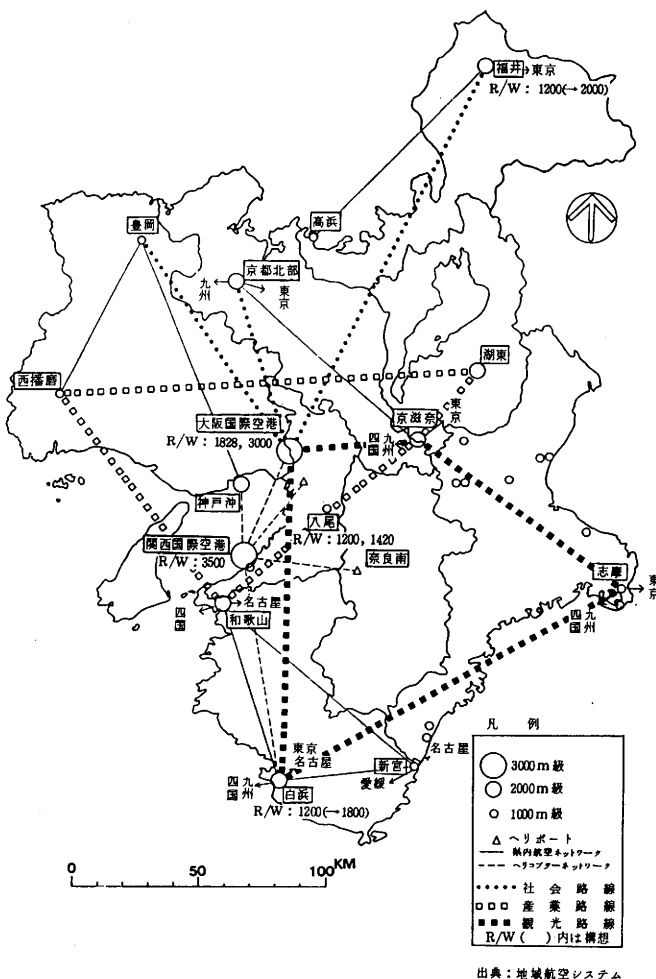 福井→東京
R/W：1200(→2000)
高浜
豊岡
京都北部
九州
東京
湖東
西播磨
大阪国際空港
R/W：1828，3000
京滋奈
東京
四国
九州
神戸沖
八尾
R/W：1200，1420
関西国際空港
R/W：3500
奈良南
志摩
東京
四国
九州
名古屋
四国
和歌山
東京
名古屋
新宮
名古屋
愛媛
四国
九州
白浜
R/W：1200(→1800)
0 50 100KM
凡 例
3000m級
2000m級
1000m級
ヘリポート
県内航空ネットワーク
ヘリコプターネットワーク
社会路線
産業路線
観光路線
R/W（ ）内は構想
出典：地域航空システム